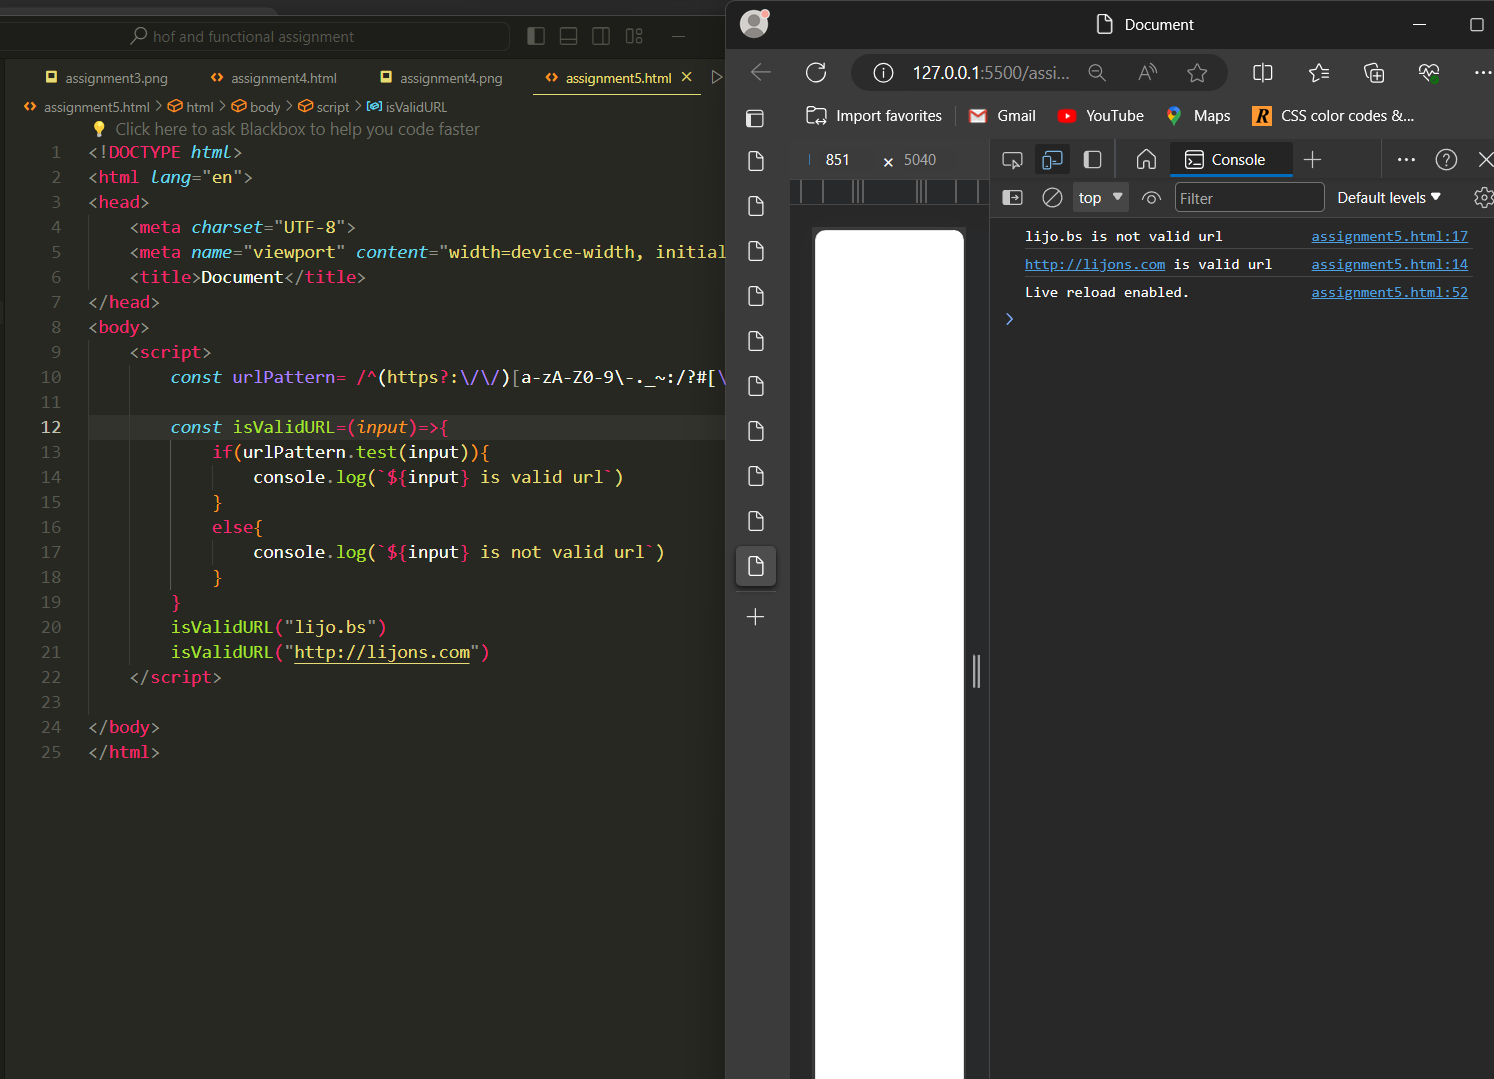 hof and functional assignment
assignment3.png
assignment4.html
assignment4.png
assignment5.html
assignment5.html > html > body > script > isValidURL
Click here to ask Blackbox to help you code faster
1 <!DOCTYPE html>
2 <html lang="en">
3 <head>
4 <meta charset="UTF-8">
5 <meta name="viewport" content="width=device-width, initial
6 <title>Document</title>
7 </head>
8 <body>
9 <script>
10 const urlPattern= /^(https?:\/\/)[a-zA-Z0-9\-._~:/?#[\
11
12 const isValidURL=(input)=>{
13 if(urlPattern.test(input)){
14 console.log(`${input} is valid url`)
15 }
16 else{
17 console.log(`${input} is not valid url`)
18 }
19 }
20 isValidURL("lijo.bs")
21 isValidURL("http://lijons.com")
22 </script>
23
24 </body>
25 </html>
Document
127.0.0.1:5500/assi...
Import favorites
Gmail
YouTube
Maps
CSS color codes &...
851 × 5040
Console
top
Filter
Default levels
lijo.bs is not valid url assignment5.html:17
http://lijons.com is valid url assignment5.html:14
Live reload enabled. assignment5.html:52